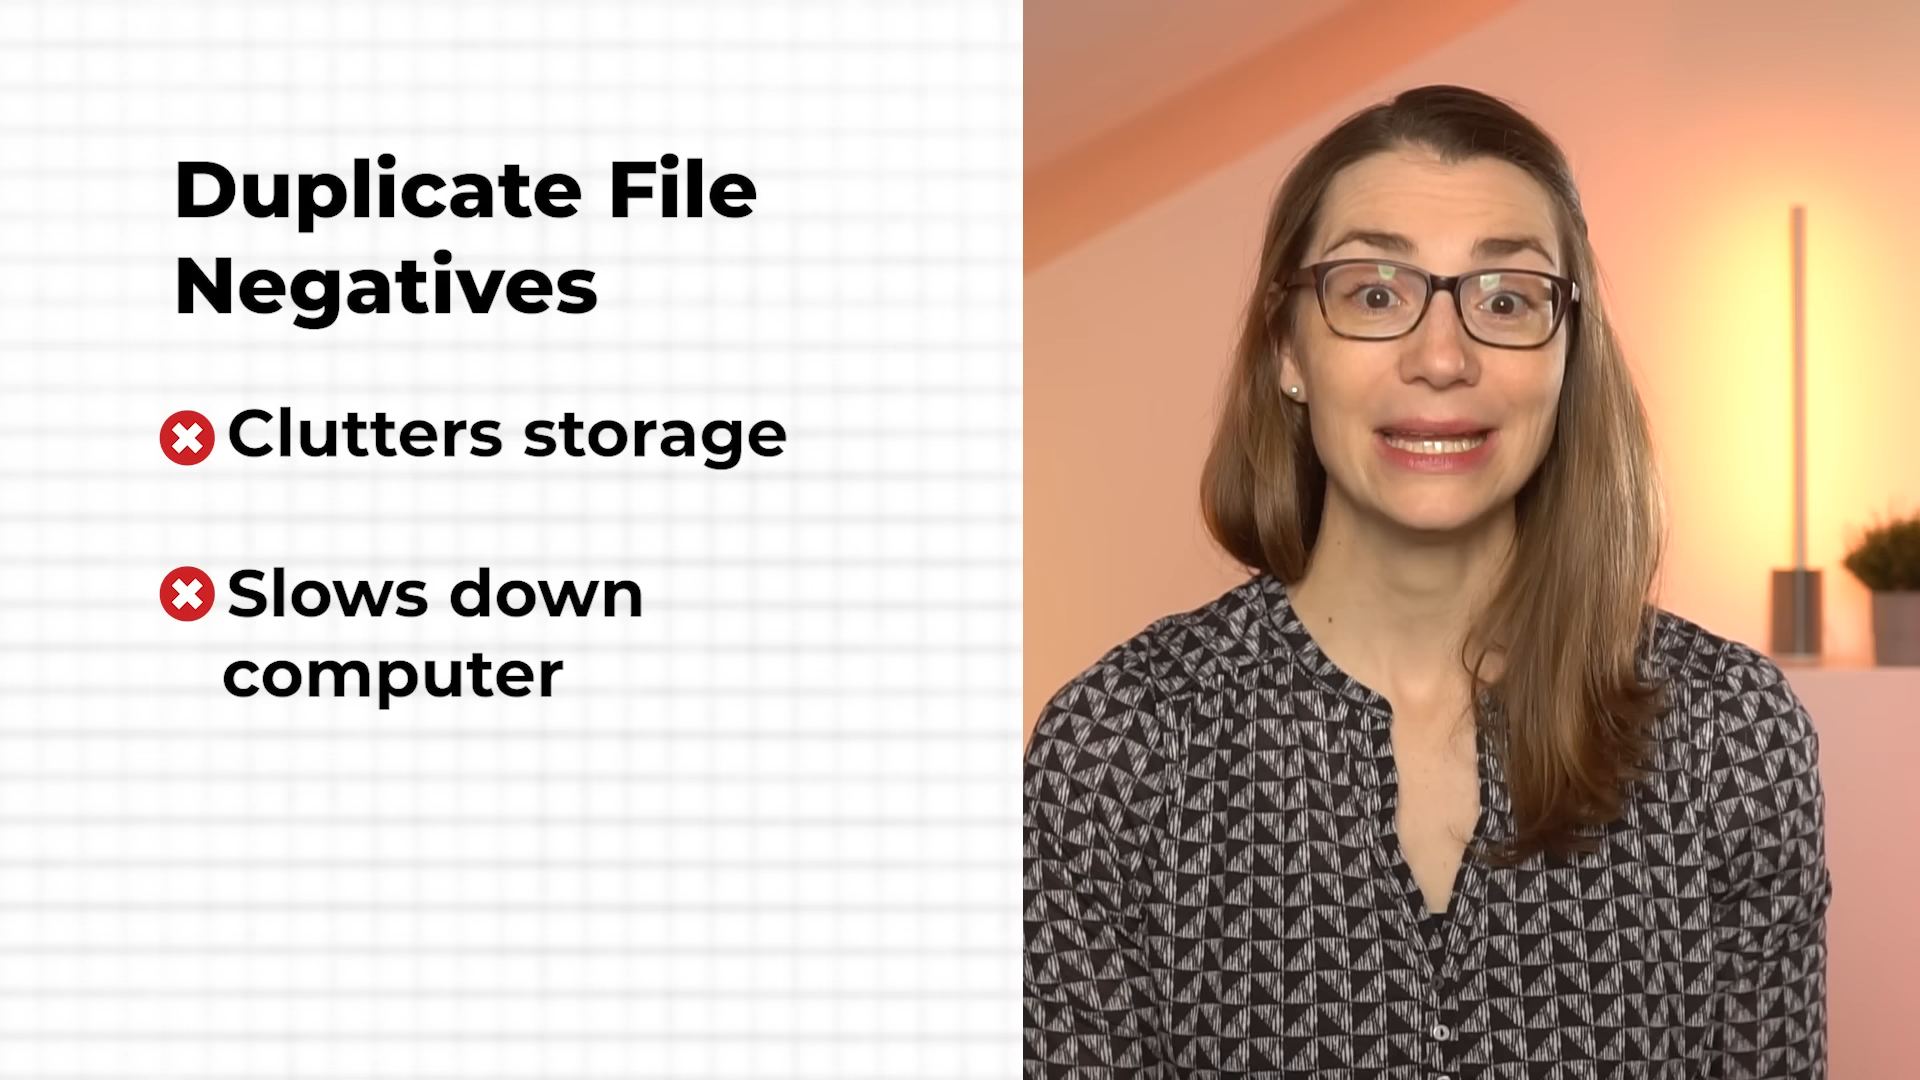 Duplicate File
Negatives
Clutters storage
Slows down
computer